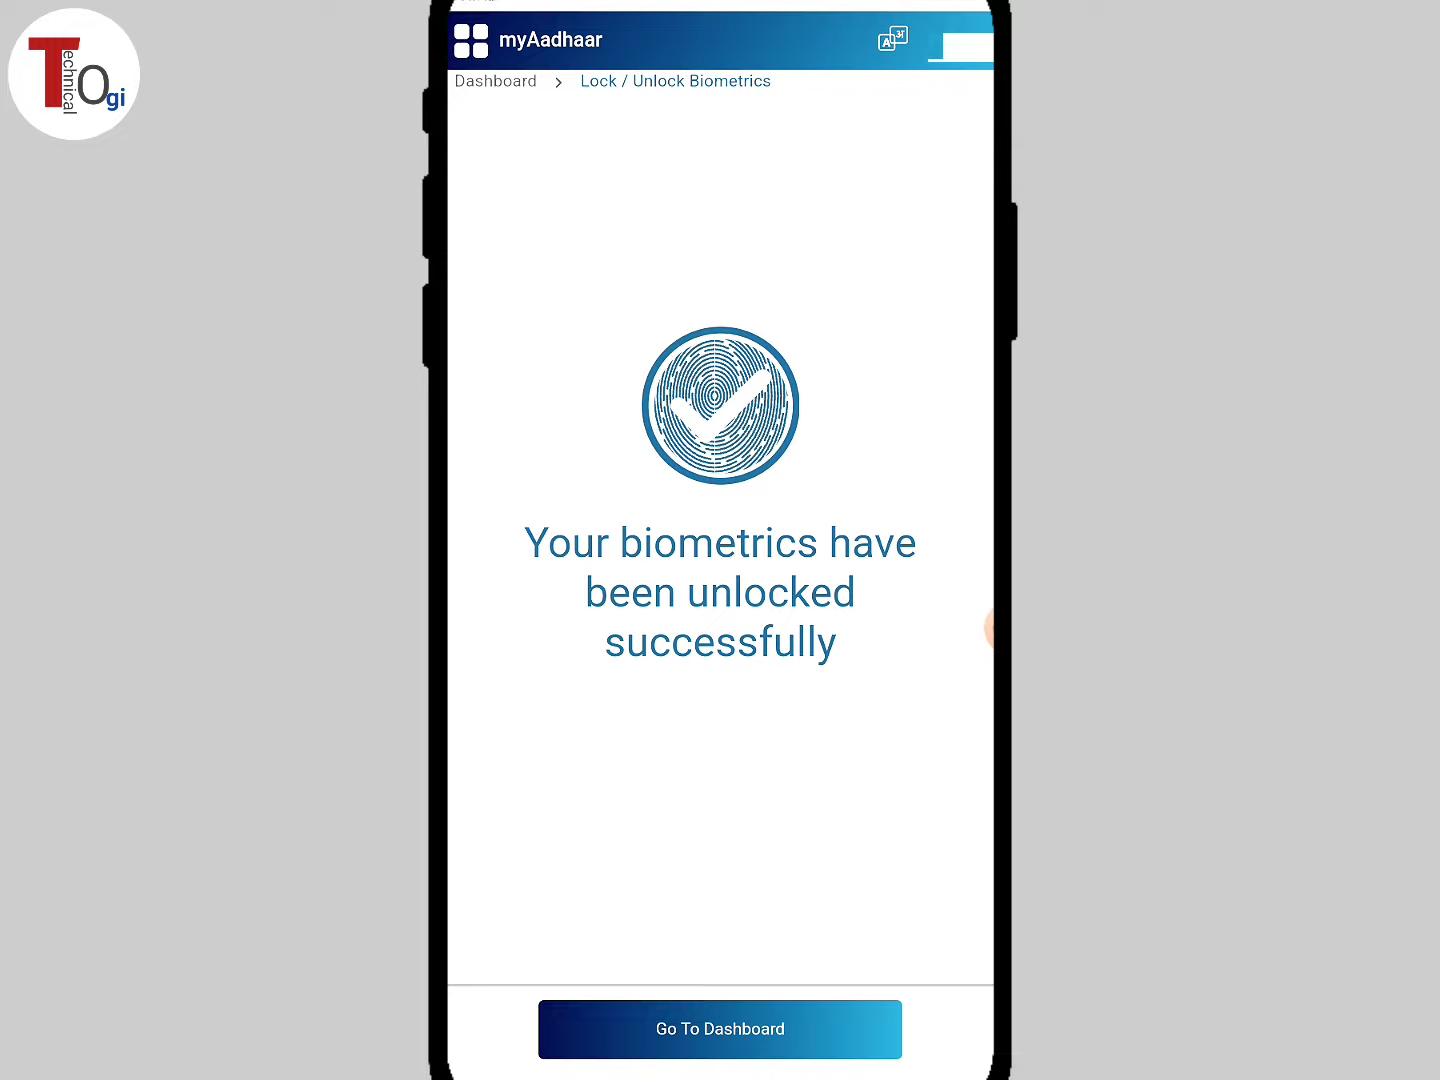 Technical Ogi
myAadhaar
A अ
Dashboard > Lock / Unlock Biometrics
Your biometrics have
been unlocked
successfully
Go To Dashboard